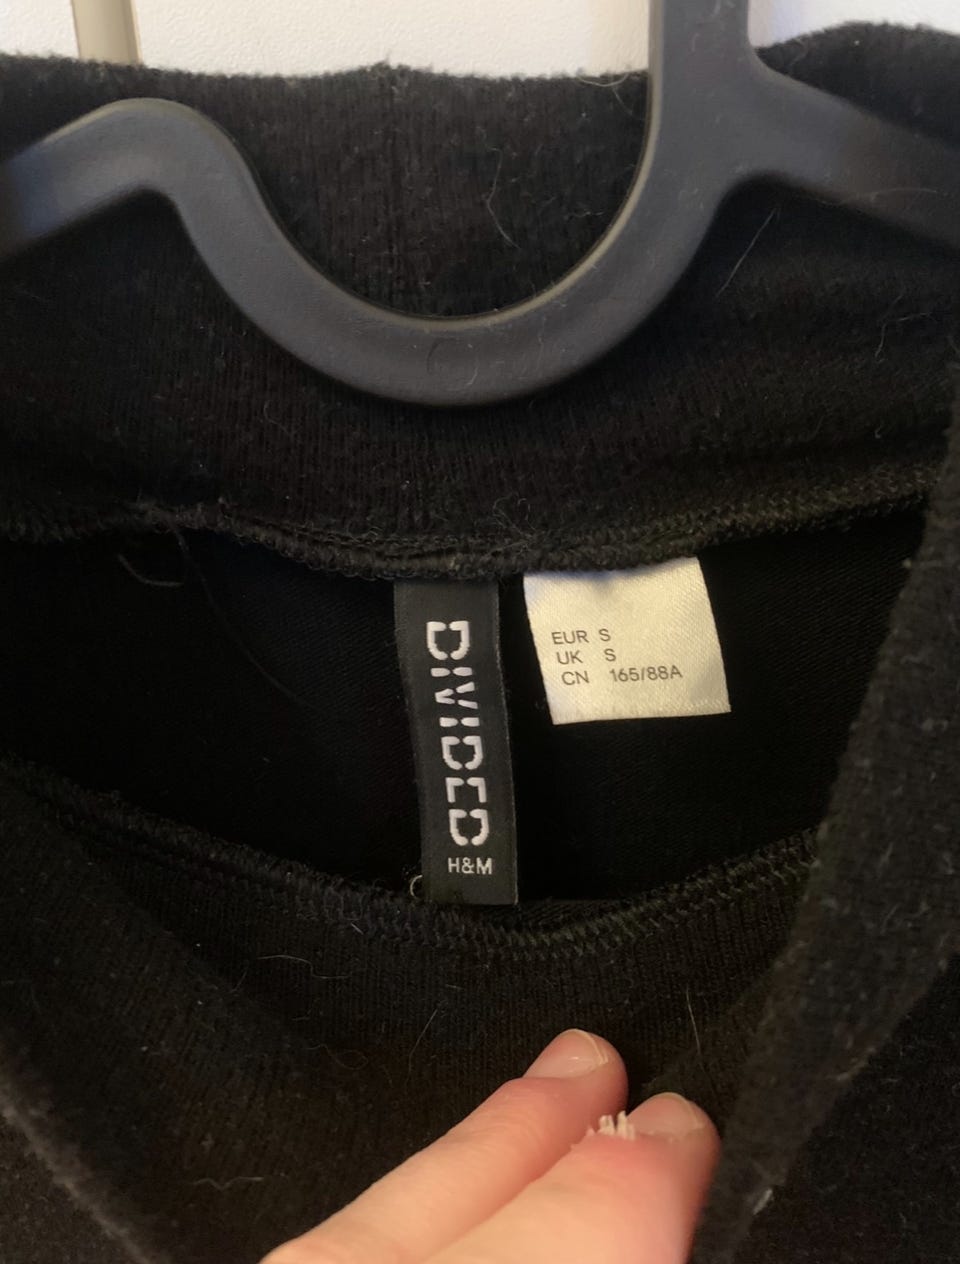 DIVIDED
H&M
EUR S
UK S
CN 165/88A